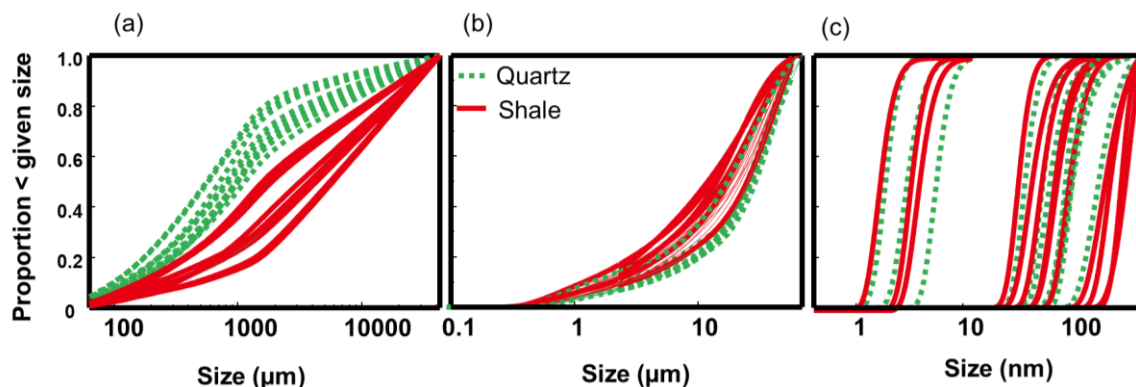 (a)
(b)
(c)
Proportion < given size
1.0
0.8
0.6
0.4
0.2
0
Quartz
Shale
100
1000
10000
0.1
1
10
1
10
100
Size (µm)
Size (µm)
Size (nm)